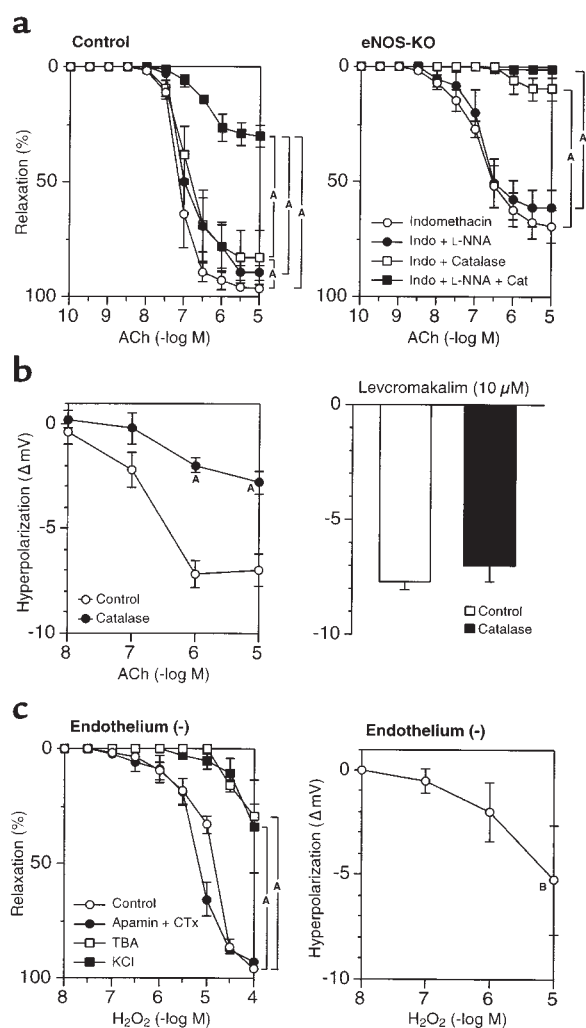 a
Control
eNOS-KO
Relaxation (%)
0
50
100
10 9 8 7 6 5
ACh (-log M)
A
A
A
A
0
50
100
Indomethacin
Indo + L-NNA
Indo + Catalase
Indo + L-NNA + Cat
10 9 8 7 6 5
ACh (-log M)
A
A
b
Hyperpolarization (Δ mV)
0
-5
-10
A
A
Control
Catalase
8 7 6 5
ACh (-log M)
Levcromakalim (10 μM)
0
-5
-10
Control
Catalase
c
Endothelium (-)
Relaxation (%)
0
50
100
Control
Apamin + CTx
TBA
KCl
A
A
8 7 6 5 4
H₂O₂ (-log M)
Endothelium (-)
Hyperpolarization (Δ mV)
0
-5
-10
B
8 7 6 5
H₂O₂ (-log M)